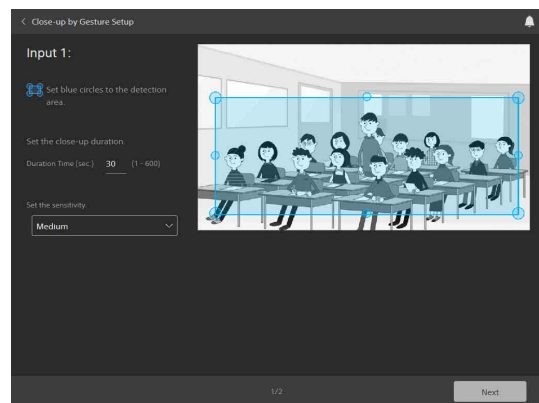 Close-up by Gesture Setup
Input 1:
Set blue circles to the detection
area.
Set the close-up duration.
Duration Time (sec.) 30 (1 - 600)
Set the sensitivity.
Medium
1/2
Next